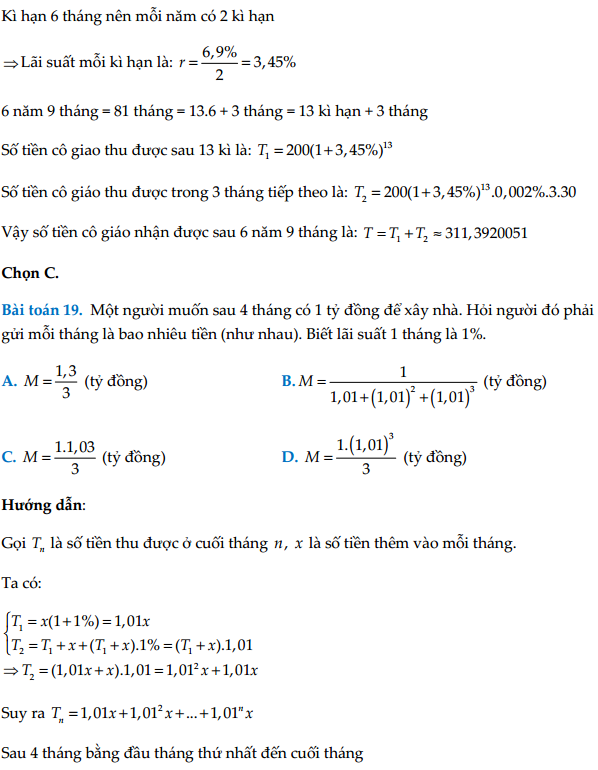 Kì hạn 6 tháng nên mỗi năm có 2 kì hạn
⇒ Lãi suất mỗi kì hạn là: r = 6,9%/2 = 3,45%
6 năm 9 tháng = 81 tháng = 13.6 + 3 tháng = 13 kì hạn + 3 tháng
Số tiền cô giao thu được sau 13 kì là: T₁ = 200(1+3,45%)¹³
Số tiền cô giáo thu được trong 3 tháng tiếp theo là: T₂ = 200(1+3,45%)¹³.0,002%.3.30
Vậy số tiền cô giáo nhận được sau 6 năm 9 tháng là: T = T₁ + T₂ ≈ 311,3920051
Chọn C.
Bài toán 19. Một người muốn sau 4 tháng có 1 tỷ đồng để xây nhà. Hỏi người đó phải
gửi mỗi tháng là bao nhiêu tiền (như nhau). Biết lãi suất 1 tháng là 1%.
A. M = 1,3/3 (tỷ đồng) B. M = 1/(1,01+(1,01)²+(1,01)³) (tỷ đồng)
C. M = 1.1,03/3 (tỷ đồng) D. M = 1.(1,01)³/3 (tỷ đồng)
Hướng dẫn:
Gọi Tₙ là số tiền thu được ở cuối tháng n, x là số tiền thêm vào mỗi tháng.
Ta có:
{T₁ = x(1+1%) = 1,01x
{T₂ = T₁ + x + (T₁ + x).1% = (T₁ + x).1,01
⇒ T₂ = (1,01x + x).1,01 = 1,01²x + 1,01x
Suy ra Tₙ = 1,01x + 1,01²x + ... + 1,01ⁿx
Sau 4 tháng bằng đầu tháng thứ nhất đến cuối tháng